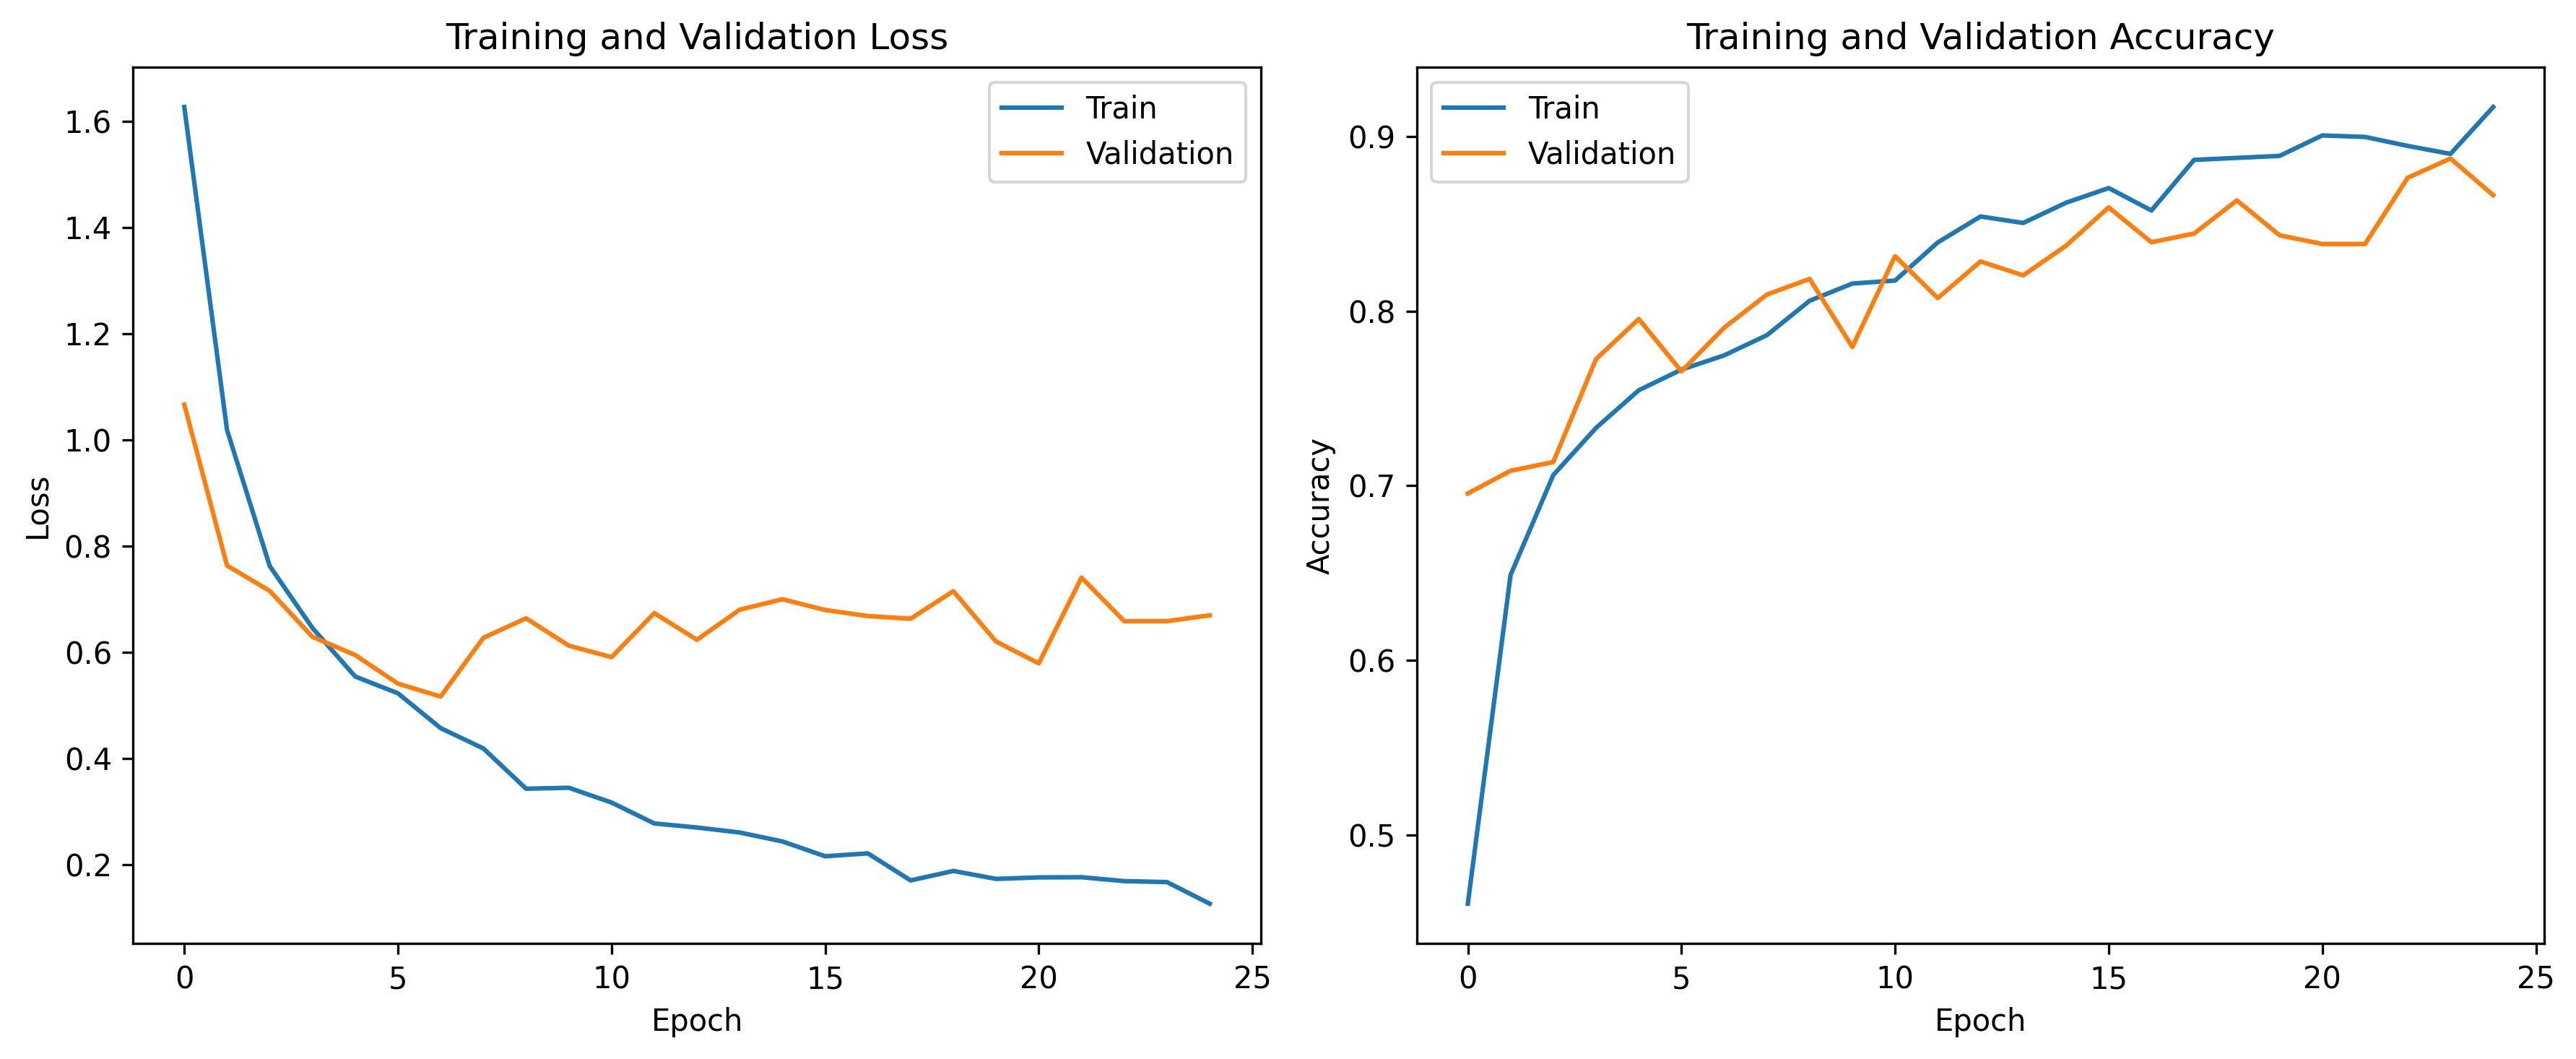 Training and Validation Loss
Train
Validation
Loss
1.6
1.4
1.2
1.0
0.8
0.6
0.4
0.2
0 5 10 15 20 25
Epoch
Training and Validation Accuracy
Train
Validation
Accuracy
0.9
0.8
0.7
0.6
0.5
0 5 10 15 20 25
Epoch